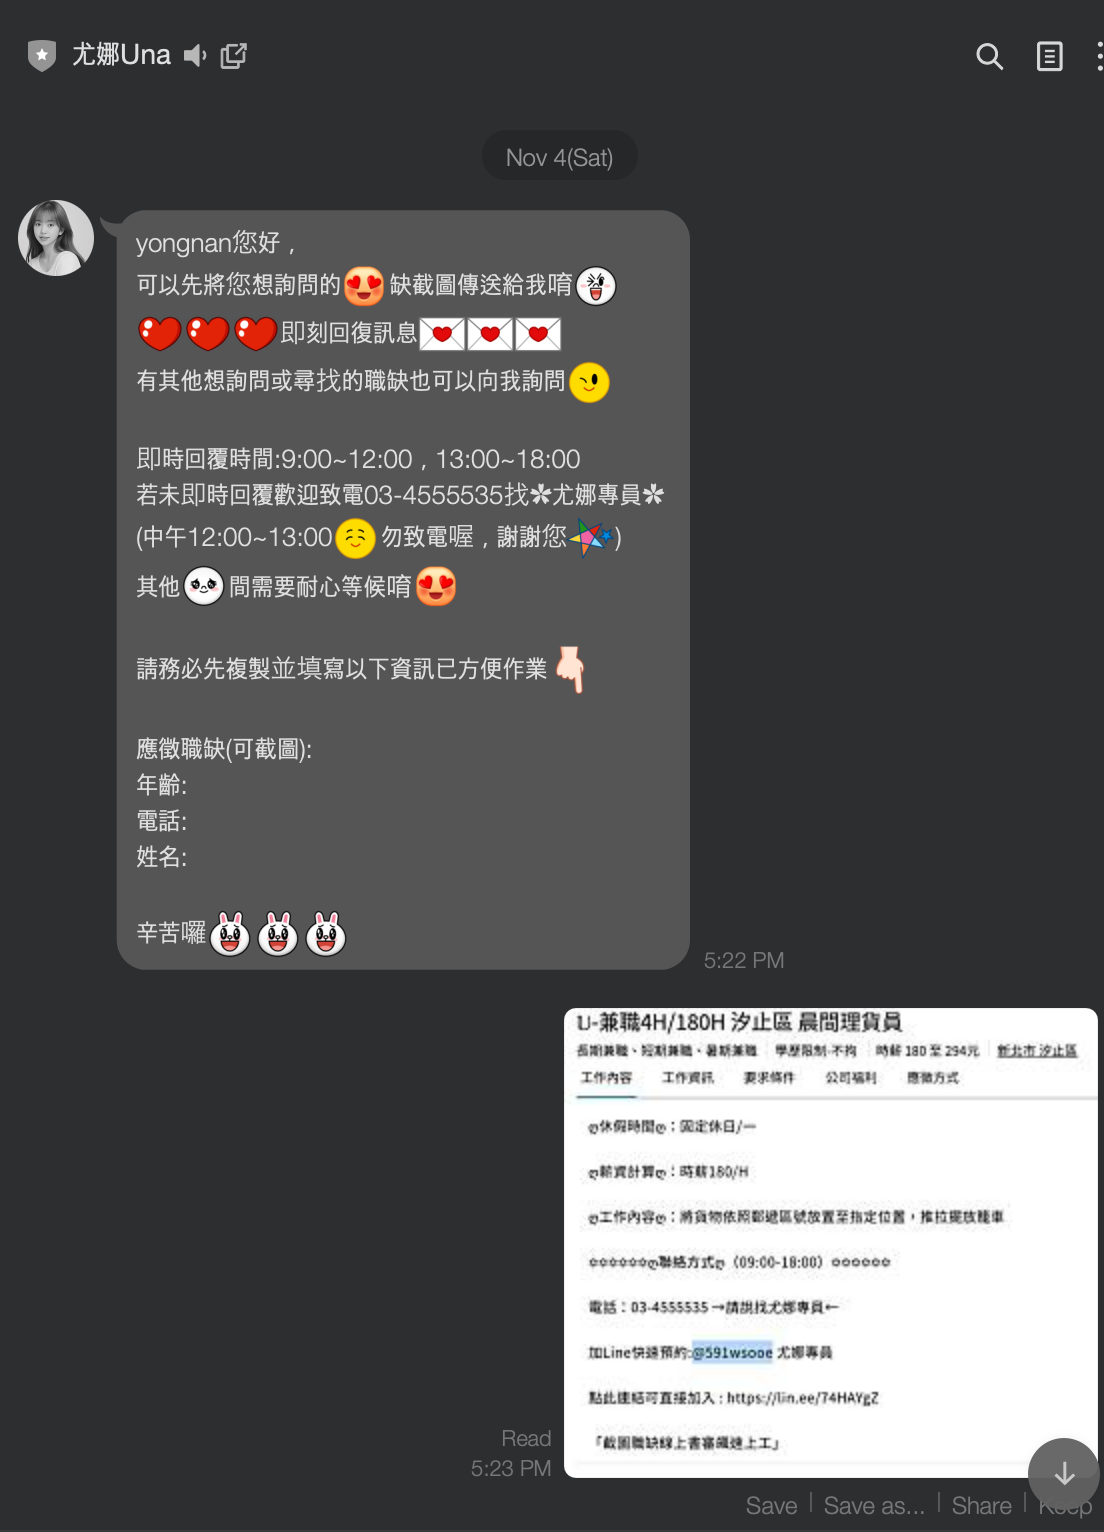 尤娜Una
Nov 4(Sat)
yongnan您好，
可以先將您想詢問的 缺截圖傳送給我唷
即刻回復訊息
有其他想詢問或尋找的職缺也可以向我詢問
即時回覆時間:9:00~12:00，13:00~18:00
若未即時回覆歡迎致電03-4555535找✲尤娜專員✲
(中午12:00~13:00 勿致電喔，謝謝您 )
其他 間需要耐心等候唷
請務必先複製並填寫以下資訊已方便作業
應徵職缺(可截圖):
年齡:
電話:
姓名:
辛苦囉
5:22 PM
U-兼職4H/180H 汐止區 晨間理貨員
長期兼職、短期兼職、暑期兼職 學歷限制-不拘 時薪 180 至 294元 新北市 汐止區
工作內容 工作資訊 要求條件 公司福利 應徵方式
ღ休假時間ღ：固定休日/一
ღ薪資計算ღ：時薪180/H
ღ工作內容ღ：將貨物依照郵遞區號放置至指定位置，推拉擺放籠車
✡✡✡✡✡✡ღ聯絡方式ღ（09:00-18:00）✡✡✡✡✡✡
電話：03-4555535 →請說找尤娜專員←
加Line快速預約:@591wsooe 尤娜專員
點此連結可直接加入 : https://lin.ee/74HAYgZ
「截圖職缺線上書審飆速上工」
Read
5:23 PM
Save Save as... Share Keep